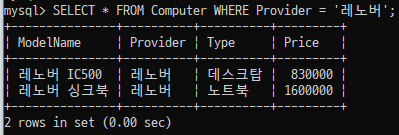 mysql> SELECT * FROM Computer WHERE Provider = '레노버';
+---------------+----------+----------+---------+
| ModelName | Provider | Type | Price |
+---------------+----------+----------+---------+
| 레노버 IC500 | 레노버 | 데스크탑 | 830000 |
| 레노버 싱크북 | 레노버 | 노트북 | 1600000 |
+---------------+----------+----------+---------+
2 rows in set (0.00 sec)